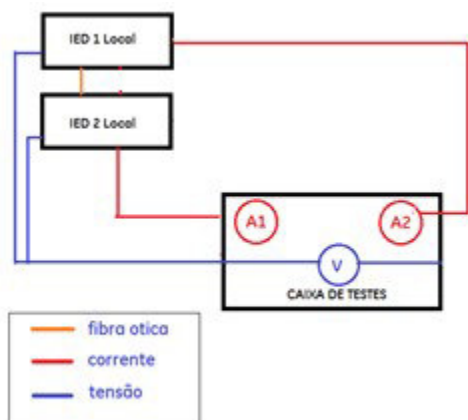 IED 1 Local
IED 2 Local
A1
A2
V
CAIXA DE TESTES
fibra otica
corrente
tensão